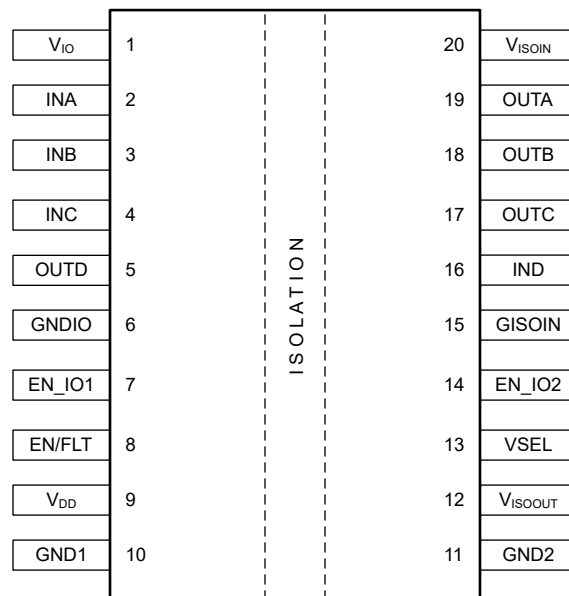 VIO 1 20 VISOIN
INA 2 19 OUTA
INB 3 18 OUTB
INC 4 17 OUTC
OUTD 5 16 IND
GNDIO 6 15 GISOIN
EN_IO1 7 14 EN_IO2
EN/FLT 8 13 VSEL
VDD 9 12 VISOOUT
GND1 10 11 GND2
ISOLATION